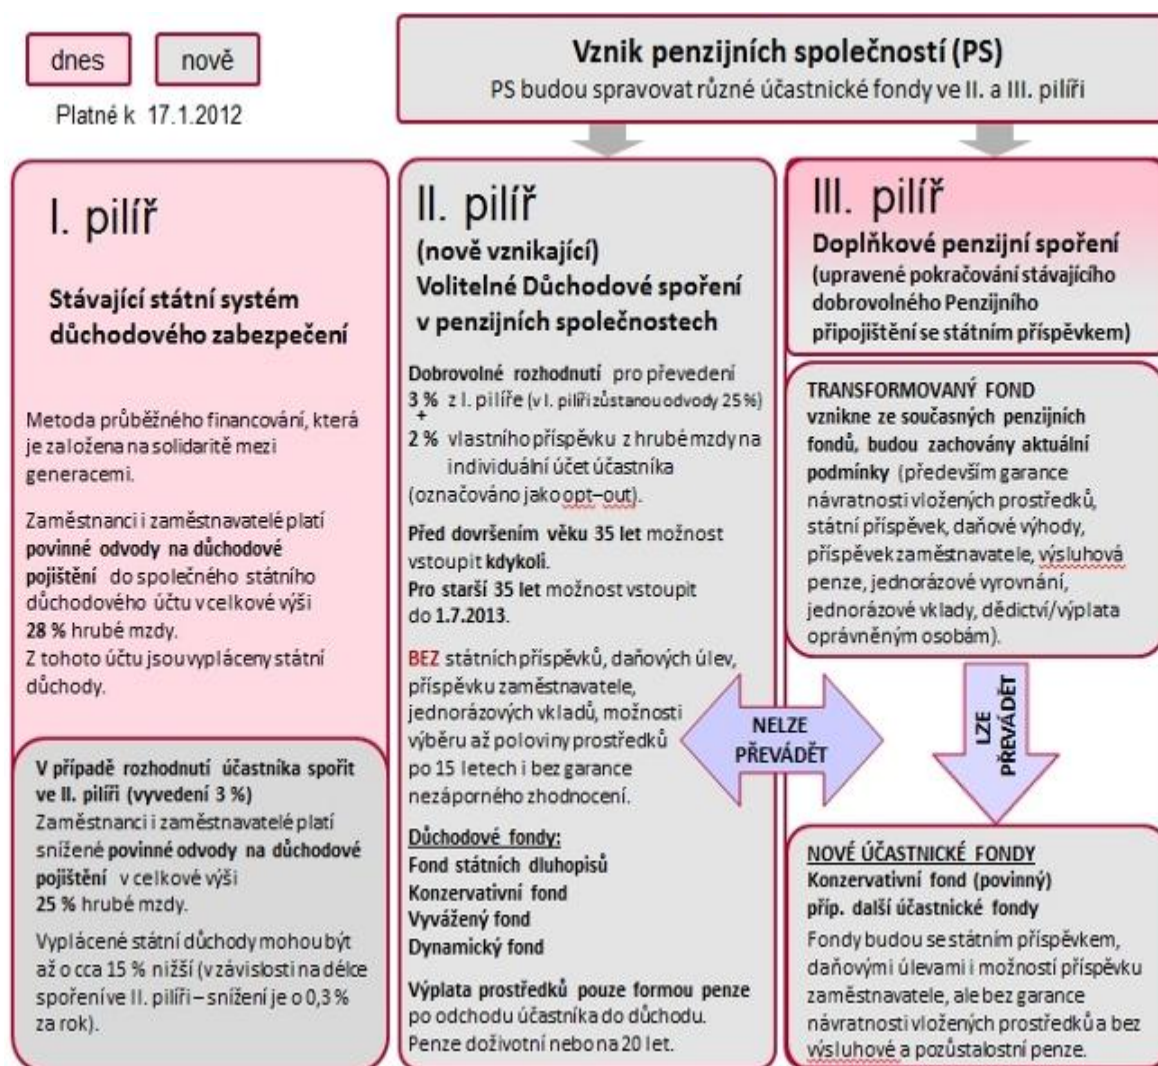 dnes
nově
Platné k 17.1.2012
Vznik penzijních společností (PS)
PS budou spravovat různé účastnické fondy ve II. a III. pilíři
I. pilíř
Stávající státní systém
důchodového zabezpečení
Metoda průběžného financování, která
je založena na solidaritě mezi
generacemi.
Zaměstnanci i zaměstnavatelé platí
povinné odvody na důchodové
pojištění do společného státního
důchodového účtu v celkové výši
28 % hrubé mzdy.
Z tohoto účtu jsou vypláceny státní
důchody.
V případě rozhodnutí účastníka spořit
ve II. pilíři (vyvedení 3 %)
Zaměstnanci i zaměstnavatelé platí
snížené povinné odvody na důchodové
pojištění v celkové výši
25 % hrubé mzdy.
Vyplácené státní důchody mohou být
až o cca 15 % nižší (v závislosti na délce
spoření ve II. pilíři – snížení je o 0,3 %
za rok).
II. pilíř
(nově vznikající)
Volitelné Důchodové spoření
v penzijních společnostech
Dobrovolné rozhodnutí pro převedení
3 % z I. pilíře (v I. pilíři zůstanou odvody 25 %)
+
2 % vlastního příspěvku z hrubé mzdy na
individuální účet účastníka
(označováno jako opt–out).
Před dovršením věku 35 let možnost
vstoupit kdykoli.
Pro starší 35 let možnost vstoupit
do 1.7.2013.
BEZ státních příspěvků, daňových úlev,
příspěvku zaměstnavatele,
jednorázových vkladů, možnosti
výběru až poloviny prostředků
po 15 letech i bez garance
nezáporného zhodnocení.
Důchodové fondy:
Fond státních dluhopisů
Konzervativní fond
Vyvážený fond
Dynamický fond
Výplata prostředků pouze formou penze
po odchodu účastníka do důchodu.
Penze doživotní nebo na 20 let.
III. pilíř
Doplňkové penzijní spoření
(upravené pokračování stávajícího
dobrovolného Penzijního
připojištění se státním příspěvkem)
TRANSFORMOVANÝ FOND
vznikne ze současných penzijních
fondů, budou zachovány aktuální
podmínky (především garance
návratnosti vložených prostředků,
státní příspěvek, daňové výhody,
příspěvek zaměstnavatele, výsluhová
penze, jednorázové vyrovnání,
jednorázové vklady, dědictví/výplata
oprávněným osobám).
NELZE
PŘEVÁDĚT
LZE
PŘEVÁDĚT
NOVÉ ÚČASTNICKÉ FONDY
Konzervativní fond (povinný)
příp. další účastnické fondy
Fondy budou se státním příspěvkem,
daňovými úlevami i možností příspěvku
zaměstnavatele, ale bez garance
návratnosti vložených prostředků a bez
výsluhové a pozůstalostní penze.